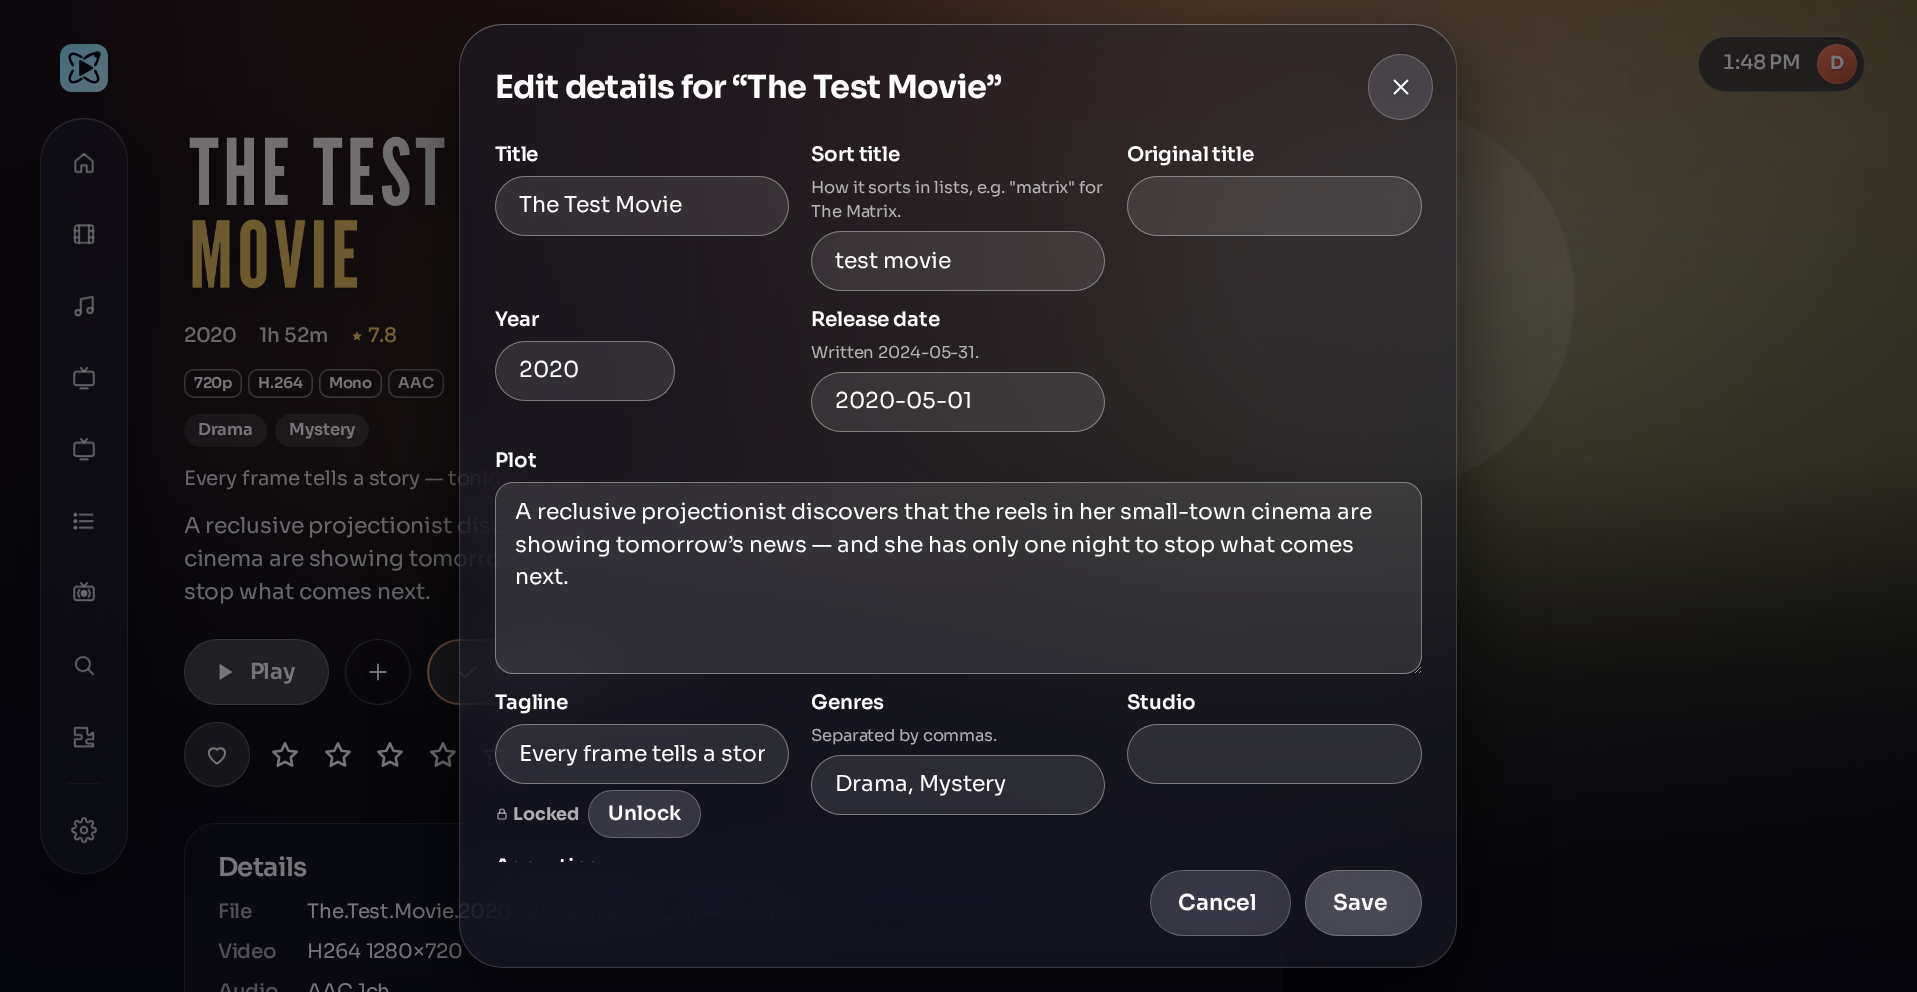 Edit details for “The Test Movie”
1:48 PM
D
THE TEST
MOVIE
2020 1h 52m 7.8
720p H.264 Mono AAC
Drama Mystery
Every frame tells a story —
A reclusive projectionist
cinema are showing
stop what comes next.
Play
Details
File The.Test.Movie.2020
Video H264 1280×720
Audio AAC 1ch
Title
The Test Movie
Sort title
How it sorts in lists, e.g. "matrix" for
The Matrix.
test movie
Original title
Year
2020
Release date
Written 2024-05-31.
2020-05-01
Plot
A reclusive projectionist discovers that the reels in her small-town cinema are
showing tomorrow’s news — and she has only one night to stop what comes
next.
Tagline
Every frame tells a stor
Locked Unlock
Genres
Separated by commas.
Drama, Mystery
Studio
Cancel Save